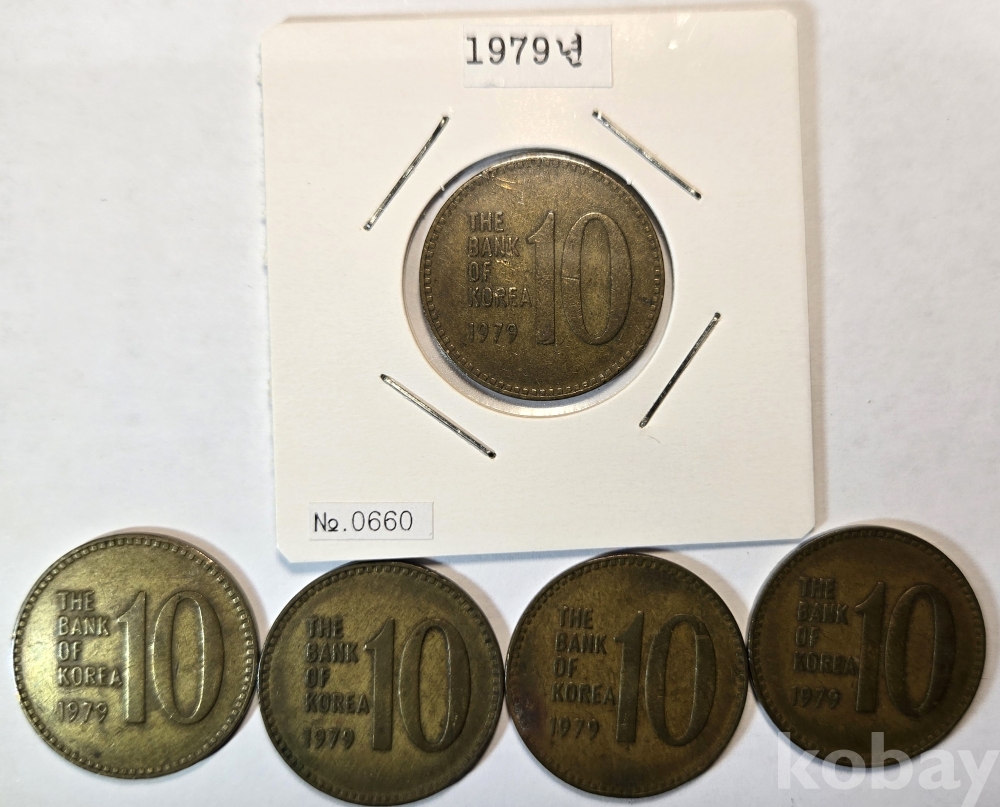 1979년
THE
BANK
OF
KOREA
1979
10
№.0660
THE
BANK
OF
KOREA
1979
10
THE
BANK
OF
KOREA
1979
10
THE
BANK
OF
KOREA
1979
10
THE
BANK
OF
KOREA
1979
10
kobay